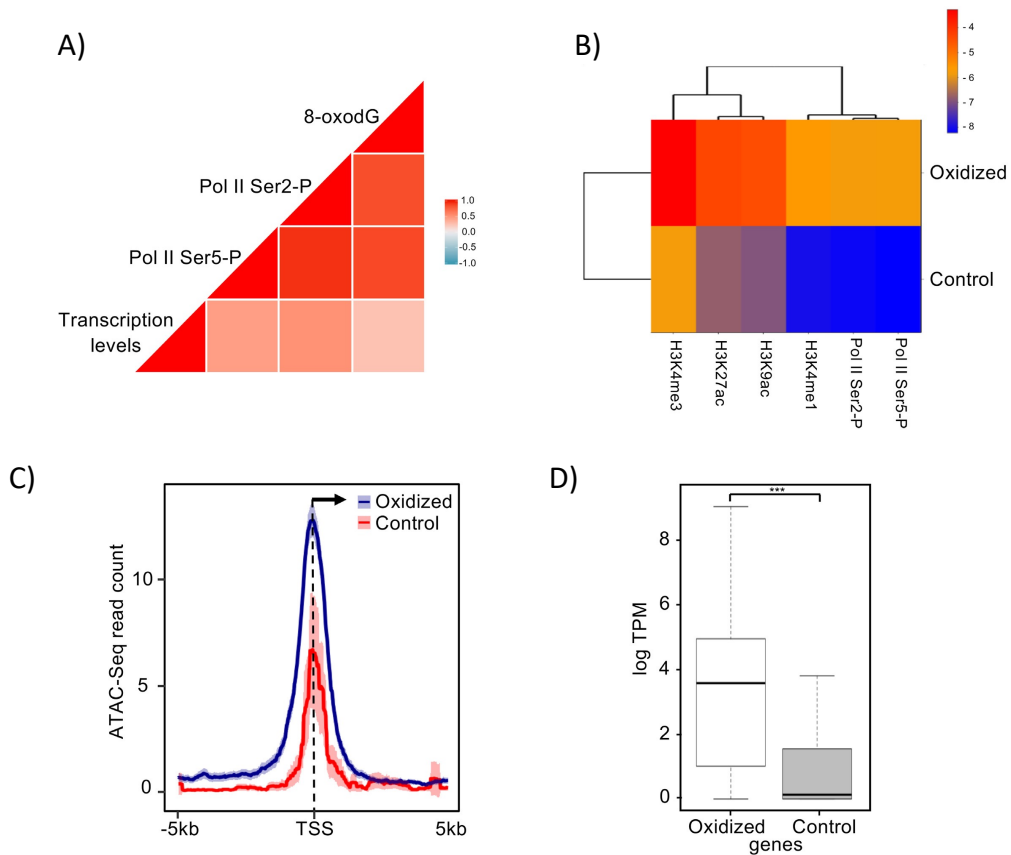 A)
8-oxodG
Pol II Ser2-P
Pol II Ser5-P
Transcription
levels
1.0
0.5
0.0
-0.5
-1.0
B)
- 4
- 5
- 6
- 7
- 8
Oxidized
Control
H3K4me3
H3K27ac
H3K9ac
H3K4me1
Pol II Ser2-P
Pol II Ser5-P
C)
Oxidized
Control
ATAC-Seq read count
10
5
0
-5kb
TSS
5kb
D)
***
log TPM
8
6
4
2
0
Oxidized
Control
genes